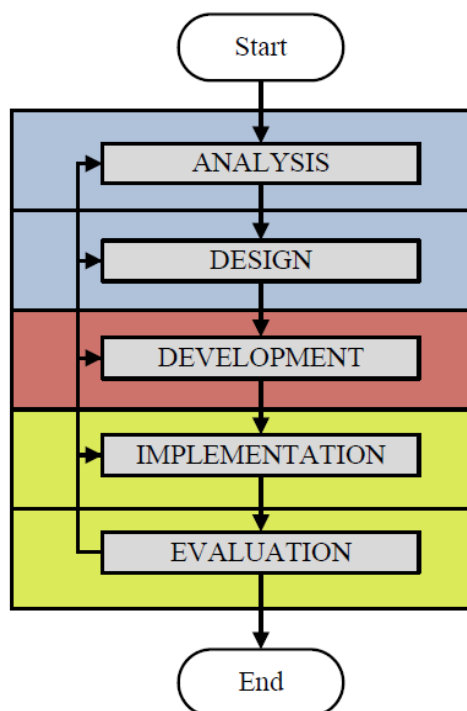 Start
ANALYSIS
DESIGN
DEVELOPMENT
IMPLEMENTATION
EVALUATION
End